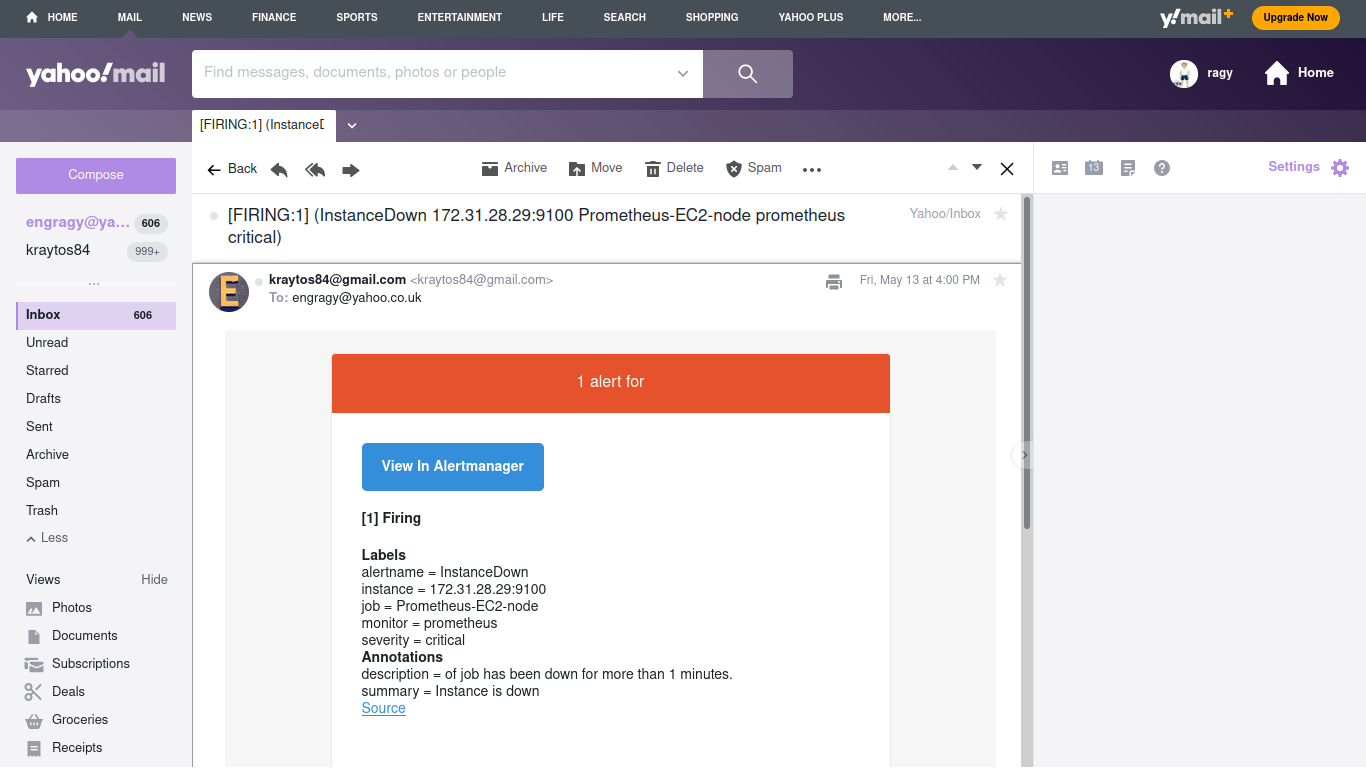 HOME MAIL NEWS FINANCE SPORTS ENTERTAINMENT LIFE SEARCH SHOPPING YAHOO PLUS MORE... y!mail+ Upgrade Now
yahoo!mail Find messages, documents, photos or people ragy Home
[FIRING:1] (InstanceD
Compose
Back Archive Move Delete Spam 13 Settings
engragy@ya... 606
kraytos84 999+
[FIRING:1] (InstanceDown 172.31.28.29:9100 Prometheus-EC2-node prometheus
critical)
Yahoo/Inbox
kraytos84@gmail.com <kraytos84@gmail.com> Fri, May 13 at 4:00 PM
To: engragy@yahoo.co.uk
Inbox 606
Unread
Starred
Drafts
Sent
Archive
Spam
Trash
Less
Views Hide
Photos
Documents
Subscriptions
Deals
Groceries
Receipts
E
1 alert for
View In Alertmanager
[1] Firing
Labels
alertname = InstanceDown
instance = 172.31.28.29:9100
job = Prometheus-EC2-node
monitor = prometheus
severity = critical
Annotations
description = of job has been down for more than 1 minutes.
summary = Instance is down
Source